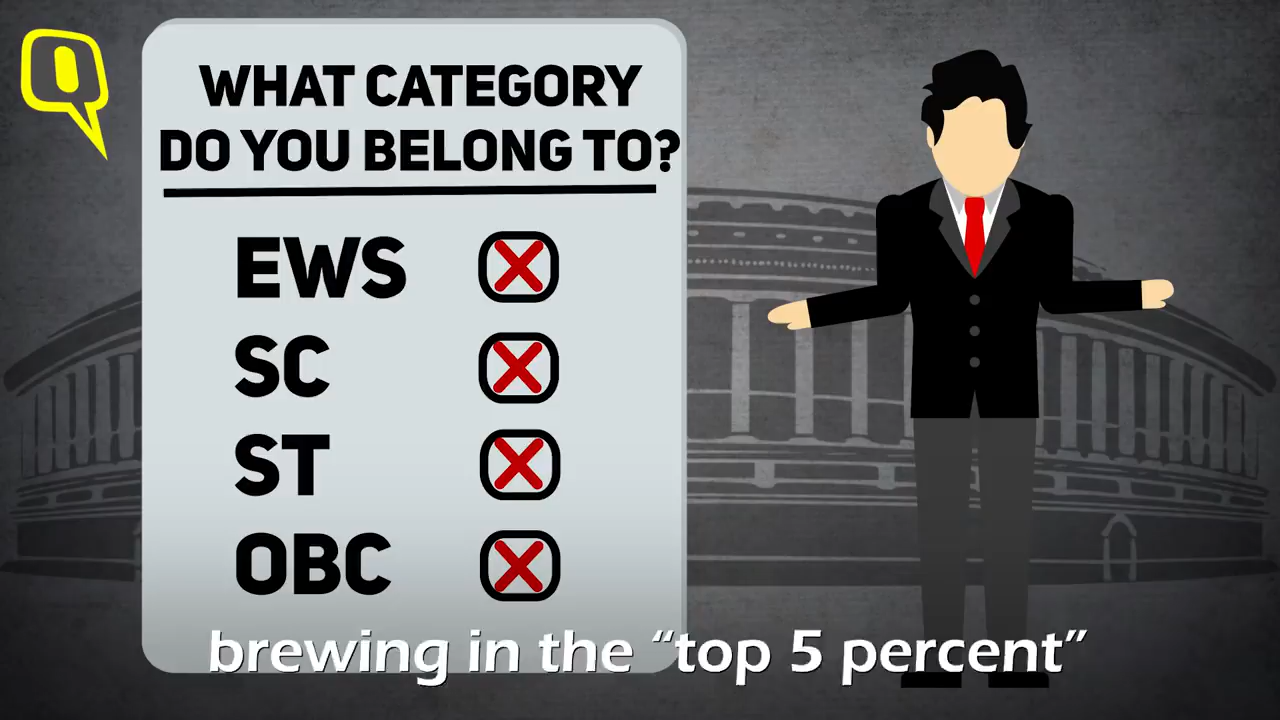 WHAT CATEGORY
DO YOU BELONG TO?
EWS
SC
ST
OBC
brewing in the “top 5 percent”